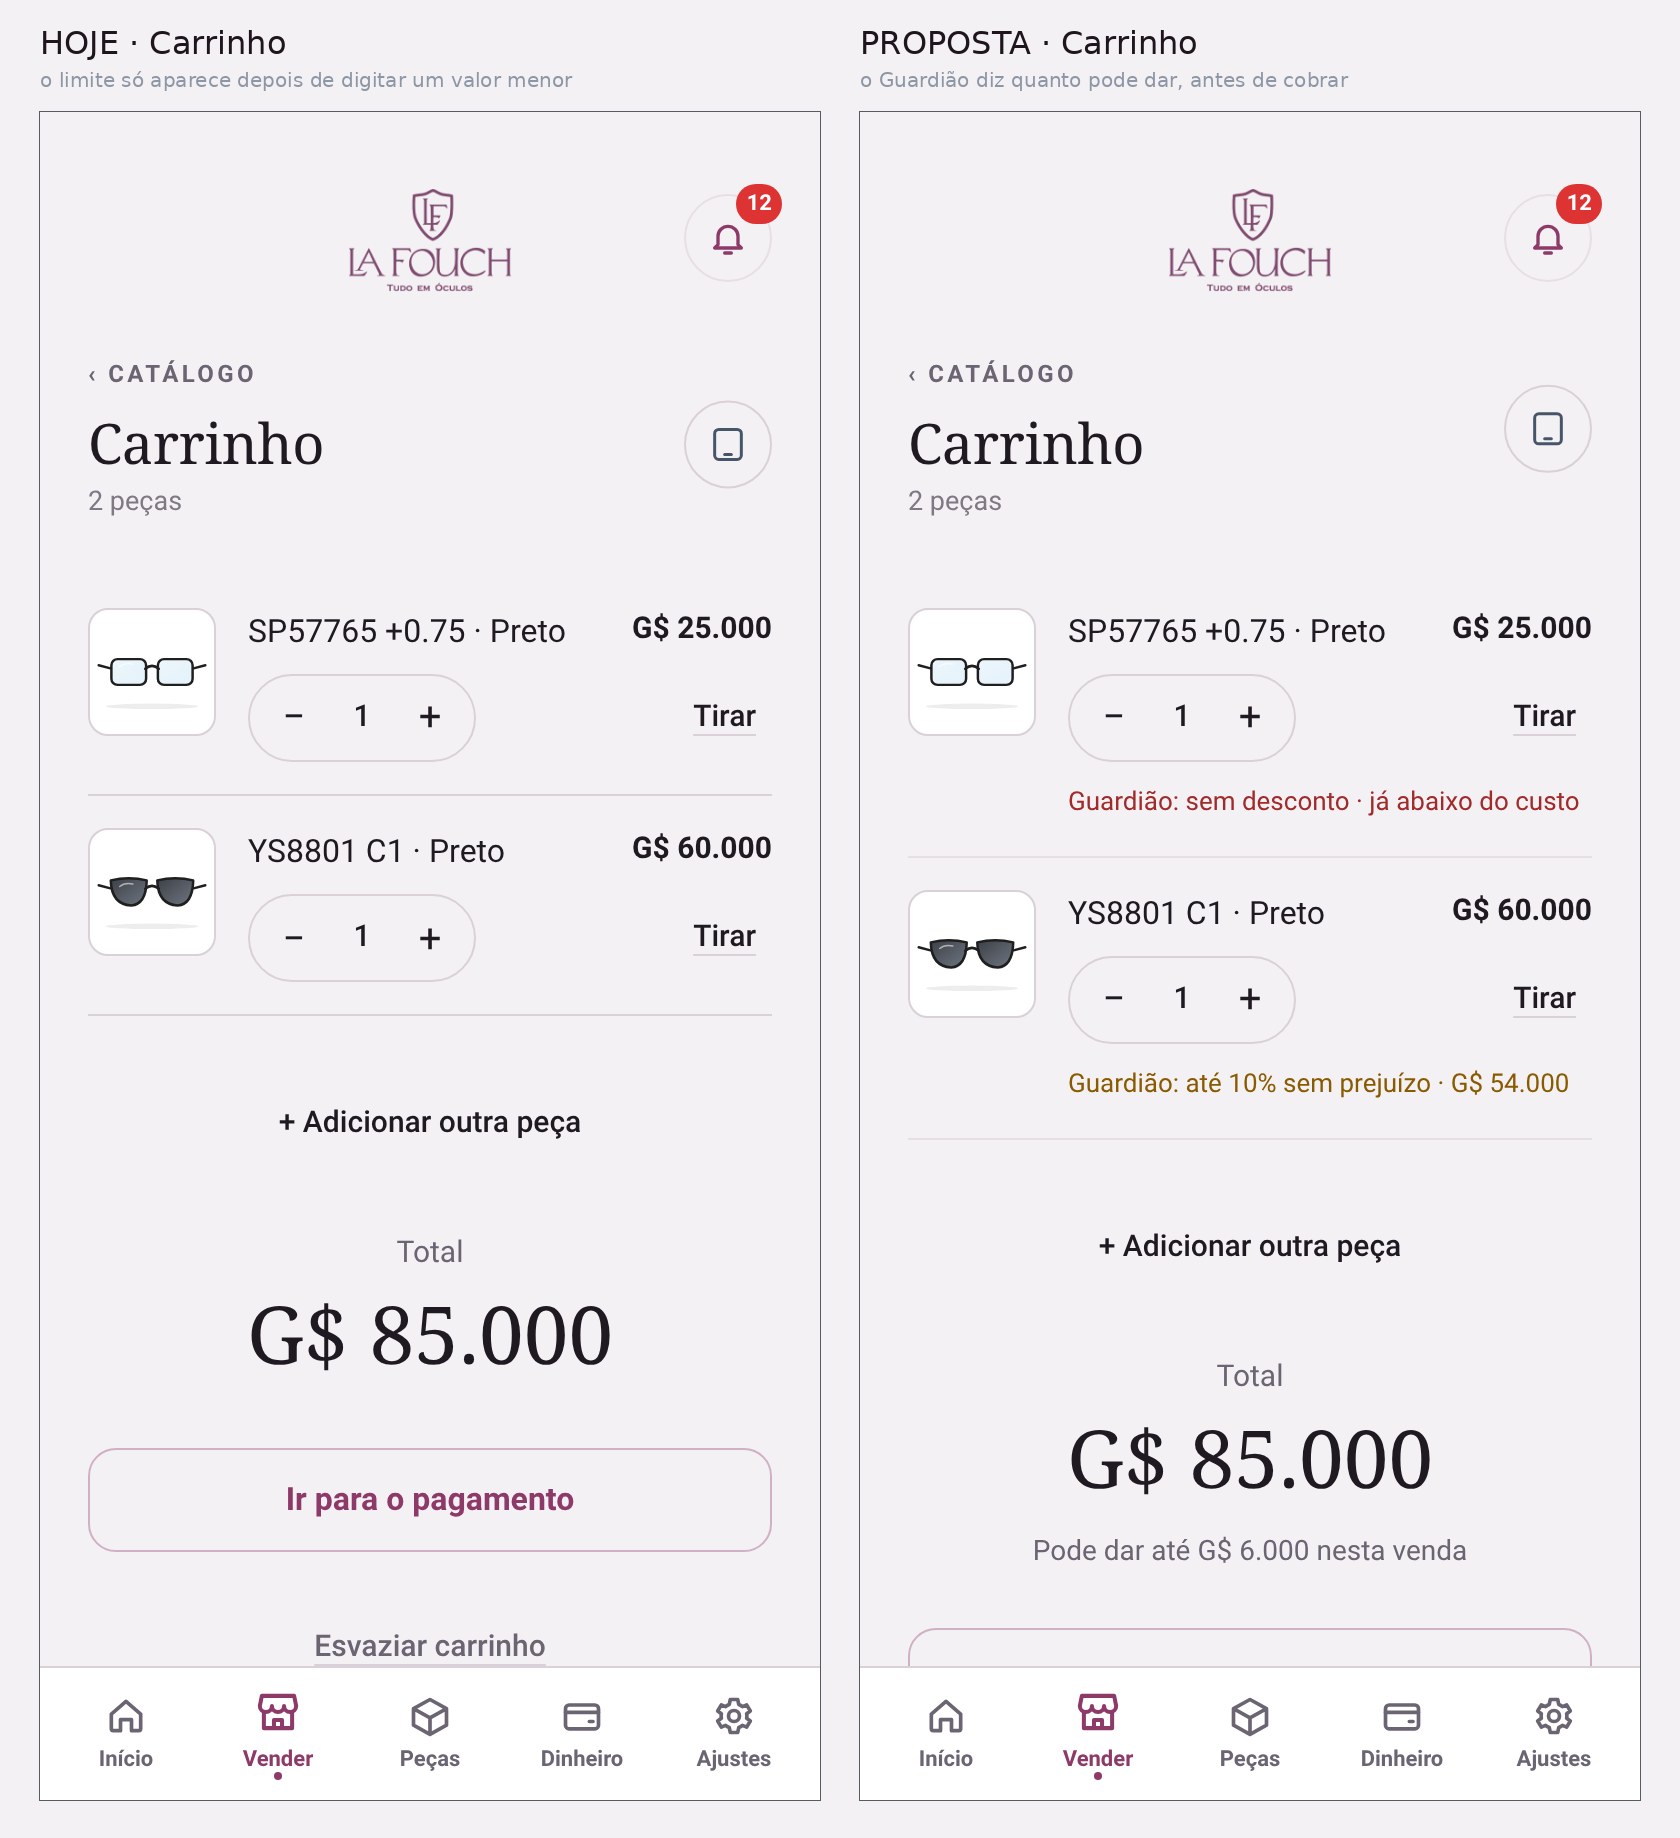 HOJE · Carrinho
o limite só aparece depois de digitar um valor menor
LF
LA FOUCH
TUDO EM ÓCULOS
12
‹ CATÁLOGO
Carrinho
2 peças
SP57765 +0.75 · Preto
G$ 25.000
− 1 +
Tirar
YS8801 C1 · Preto
G$ 60.000
− 1 +
Tirar
+ Adicionar outra peça
Total
G$ 85.000
Ir para o pagamento
Esvaziar carrinho
Início
Vender
Peças
Dinheiro
Ajustes
PROPOSTA · Carrinho
o Guardião diz quanto pode dar, antes de cobrar
LF
LA FOUCH
TUDO EM ÓCULOS
12
‹ CATÁLOGO
Carrinho
2 peças
SP57765 +0.75 · Preto
G$ 25.000
− 1 +
Tirar
Guardião: sem desconto · já abaixo do custo
YS8801 C1 · Preto
G$ 60.000
− 1 +
Tirar
Guardião: até 10% sem prejuízo · G$ 54.000
+ Adicionar outra peça
Total
G$ 85.000
Pode dar até G$ 6.000 nesta venda
Início
Vender
Peças
Dinheiro
Ajustes